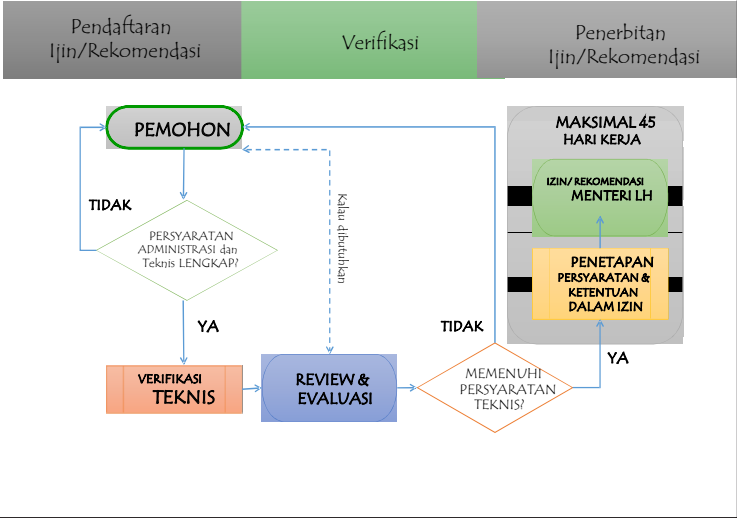 Pendaftaran
Ijin/Rekomendasi
Verifikasi
Penerbitan
Ijin/Rekomendasi
PEMOHON
MAKSIMAL 45
HARI KERJA
IZIN/ REKOMENDASI
MENTERI LH
TIDAK
Kalau dibutuhkan
PERSYARATAN
ADMINISTRASI dan
Teknis LENGKAP?
PENETAPAN
PERSYARATAN &
KETENTUAN
DALAM IZIN
YA
TIDAK
YA
VERIFIKASI
TEKNIS
REVIEW &
EVALUASI
MEMENUHI
PERSYARATAN
TEKNIS?